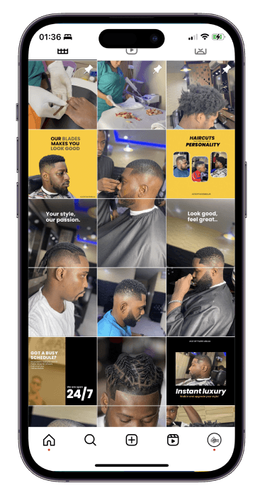 01:36
OUR BLADES
MAKES YOU
LOOK GOOD
HAIRCUTS
PERSONALITY
Your style,
our passion.
Look good,
feel great..
GOT A BUSY
SCHEDULE?
24/7
Instant luxury